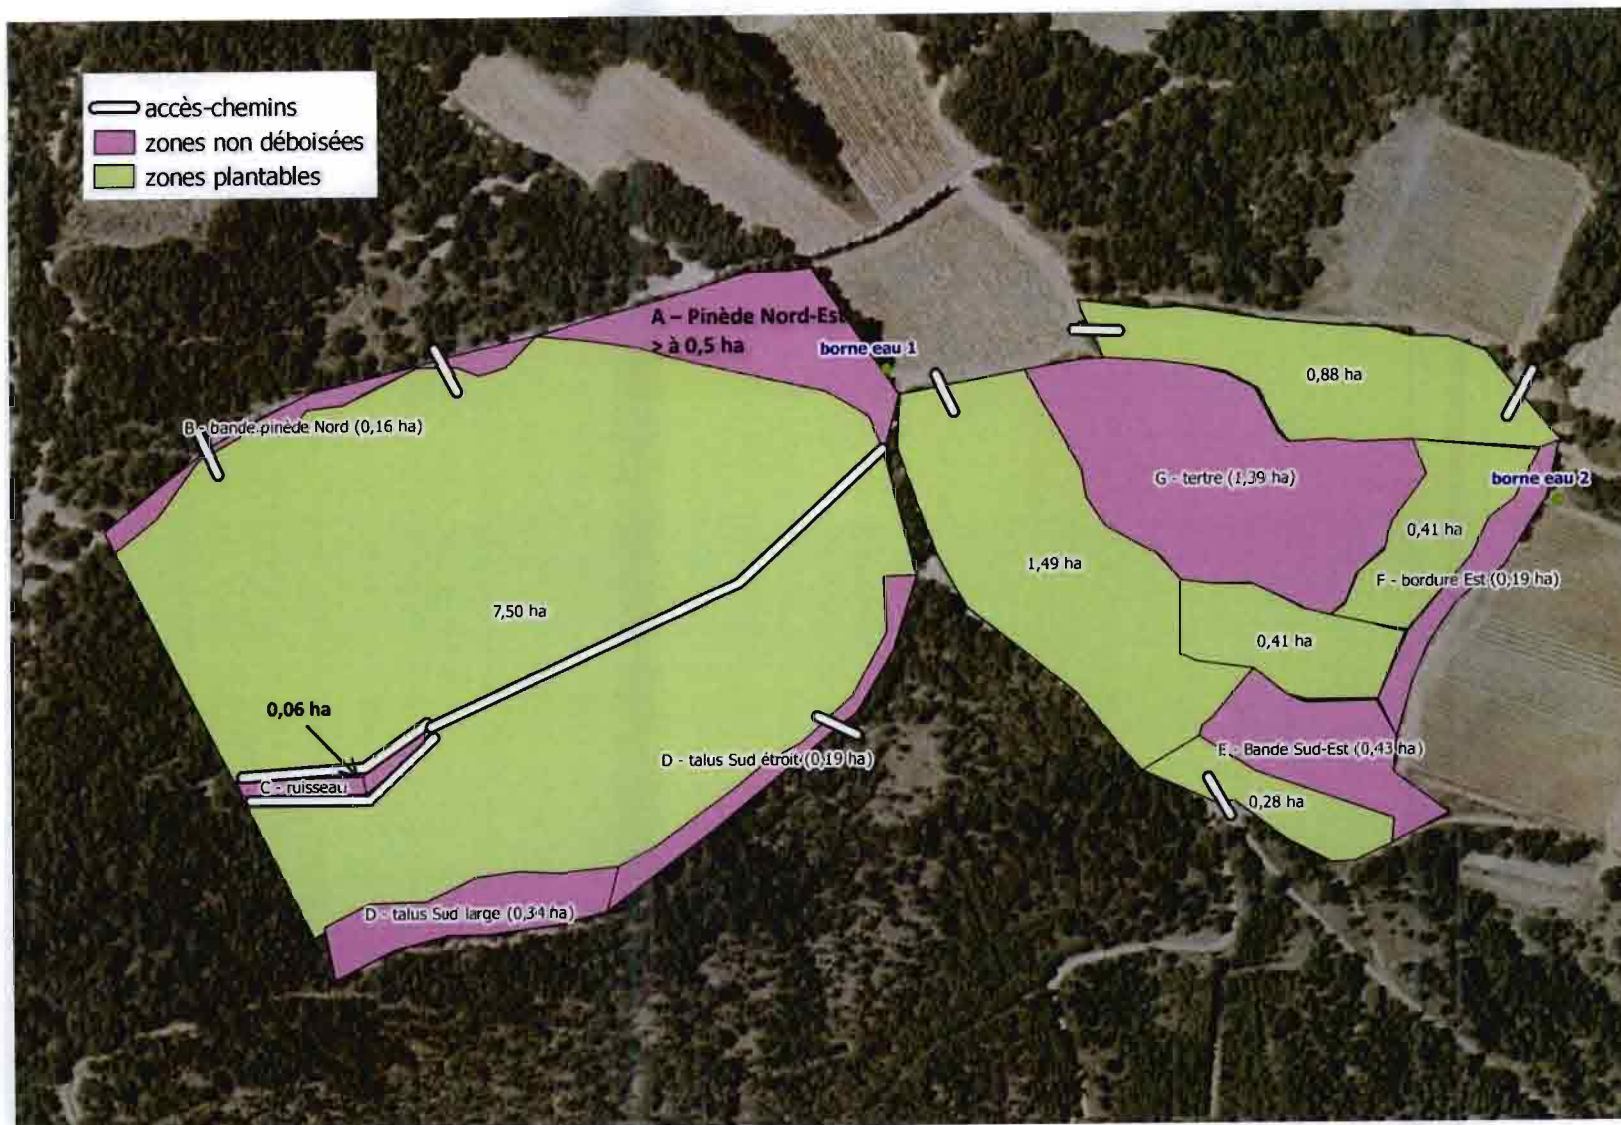 accès-chemins
zones non déboisées
zones plantables
A – Pinède Nord-Est
> à 0,5 ha
borne eau 1
0,88 ha
B - bande pinède Nord (0,16 ha)
G - tertre (1,39 ha)
borne eau 2
0,41 ha
1,49 ha
F - bordure Est (0,19 ha)
7,50 ha
0,41 ha
0,06 ha
D - talus Sud étroit (0,19 ha)
E - Bande Sud-Est (0,43 ha)
C - ruisseau
0,28 ha
D - talus Sud large (0,34 ha)